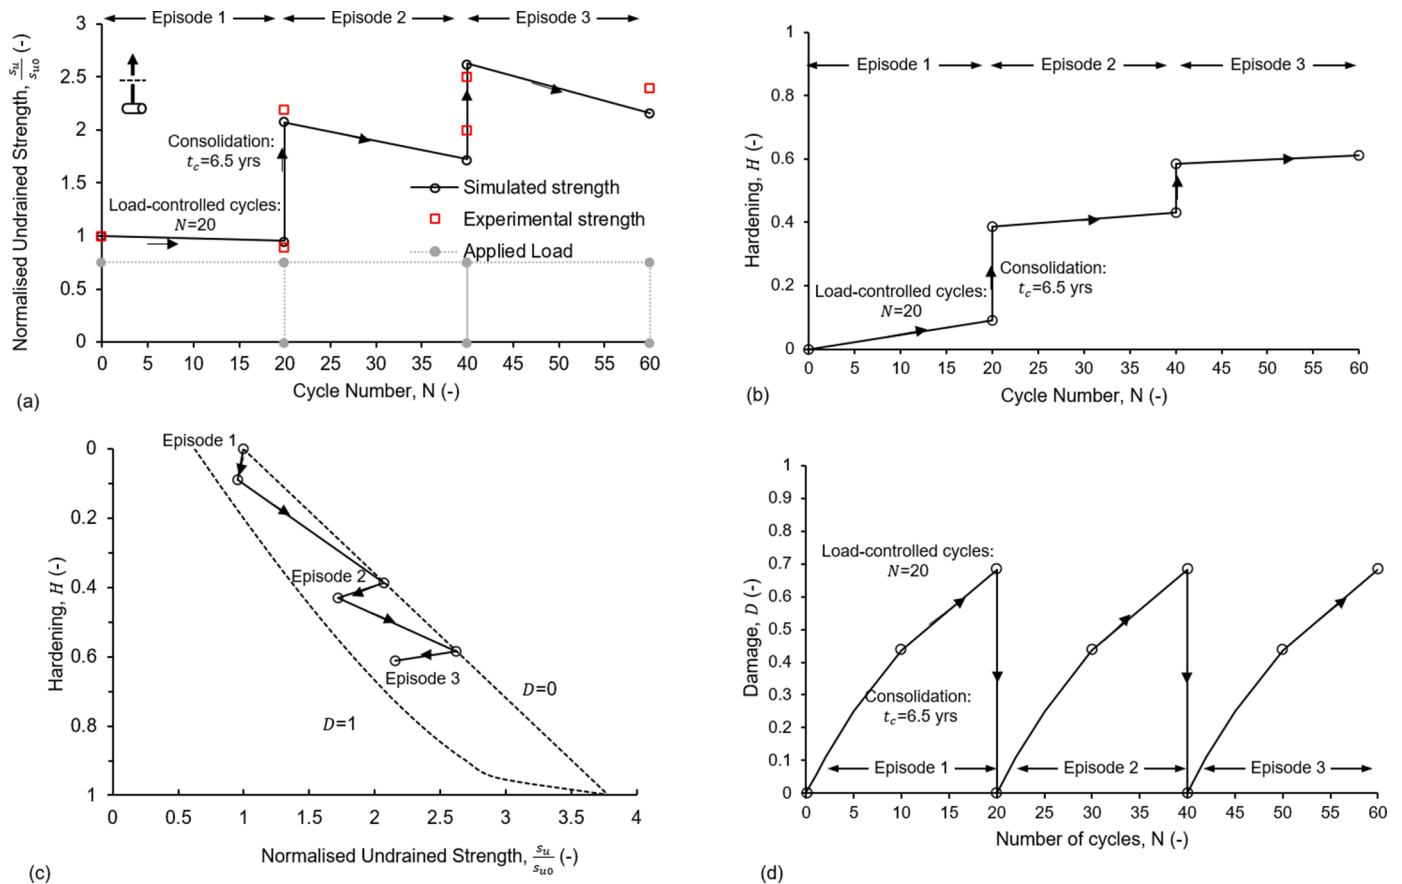 Episode 1
Episode 2
Episode 3
3
2.5
2
1.5
1
0.5
0
Normalised Undrained Strength, s_u/s_{u0} (-)
Consolidation:
t_c=6.5 yrs
Load-controlled cycles:
N=20
Simulated strength
Experimental strength
Applied Load
0 5 10 15 20 25 30 35 40 45 50 55 60
Cycle Number, N (-)
(a)
1
0.8
0.6
0.4
0.2
0
Hardening, H (-)
Episode 1
Episode 2
Episode 3
Consolidation:
t_c=6.5 yrs
Load-controlled cycles:
N=20
0 5 10 15 20 25 30 35 40 45 50 55 60
Cycle Number, N (-)
(b)
0
0.2
0.4
0.6
0.8
1
Hardening, H (-)
Episode 1
Episode 2
Episode 3
D=0
D=1
0 0.5 1 1.5 2 2.5 3 3.5 4
Normalised Undrained Strength, s_u/s_{u0} (-)
(c)
1
0.9
0.8
0.7
0.6
0.5
0.4
0.3
0.2
0.1
0
Damage, D (-)
Load-controlled cycles:
N=20
Consolidation:
t_c=6.5 yrs
Episode 1
Episode 2
Episode 3
0 5 10 15 20 25 30 35 40 45 50 55 60
Number of cycles, N (-)
(d)